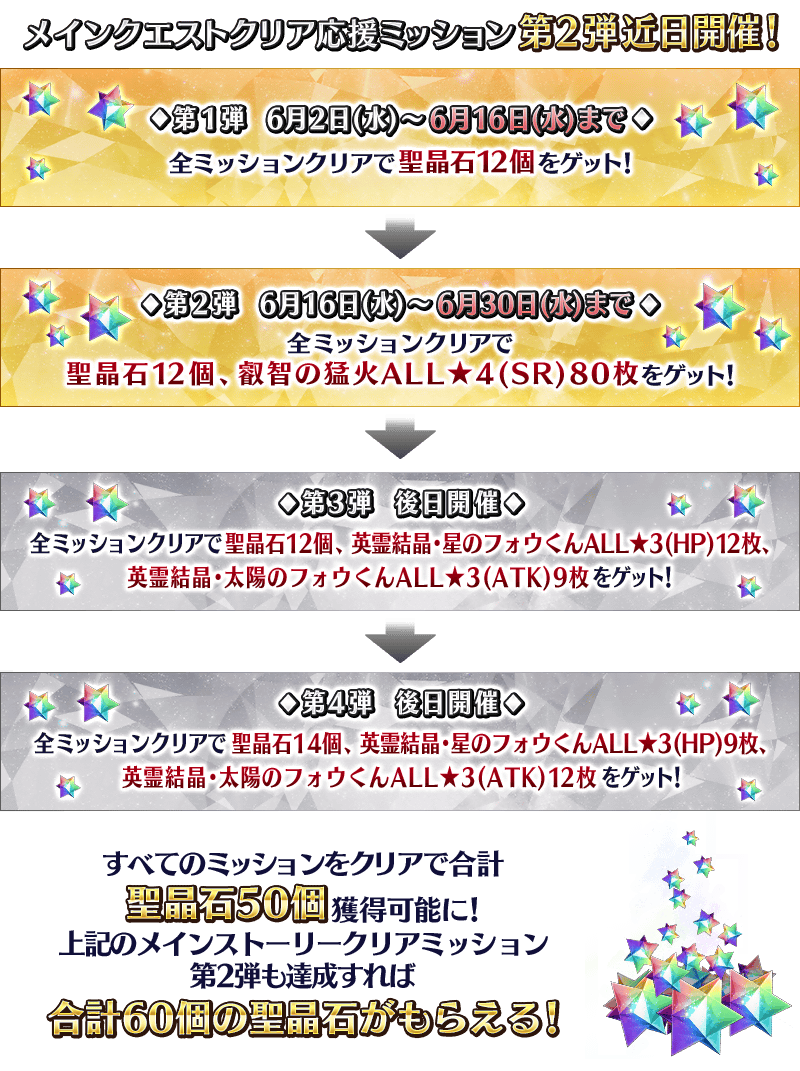 メインクエストクリア応援ミッション第2弾近日開催！
◇第1弾 6月2日(水)～6月16日(水)まで◇
全ミッションクリアで聖晶石12個をゲット！
◇第2弾 6月16日(水)～6月30日(水)まで◇
全ミッションクリアで
聖晶石12個、叡智の猛火ALL★4(SR)80枚をゲット！
◇第3弾 後日開催◇
全ミッションクリアで聖晶石12個、英霊結晶・星のフォウくんALL★3(HP)12枚、
英霊結晶・太陽のフォウくんALL★3(ATK)9枚をゲット！
◇第4弾 後日開催◇
全ミッションクリアで聖晶石14個、英霊結晶・星のフォウくんALL★3(HP)9枚、
英霊結晶・太陽のフォウくんALL★3(ATK)12枚をゲット！
すべてのミッションをクリアで合計
聖晶石50個獲得可能に！
上記のメインストーリークリアミッション
第2弾も達成すれば
合計60個の聖晶石がもらえる！